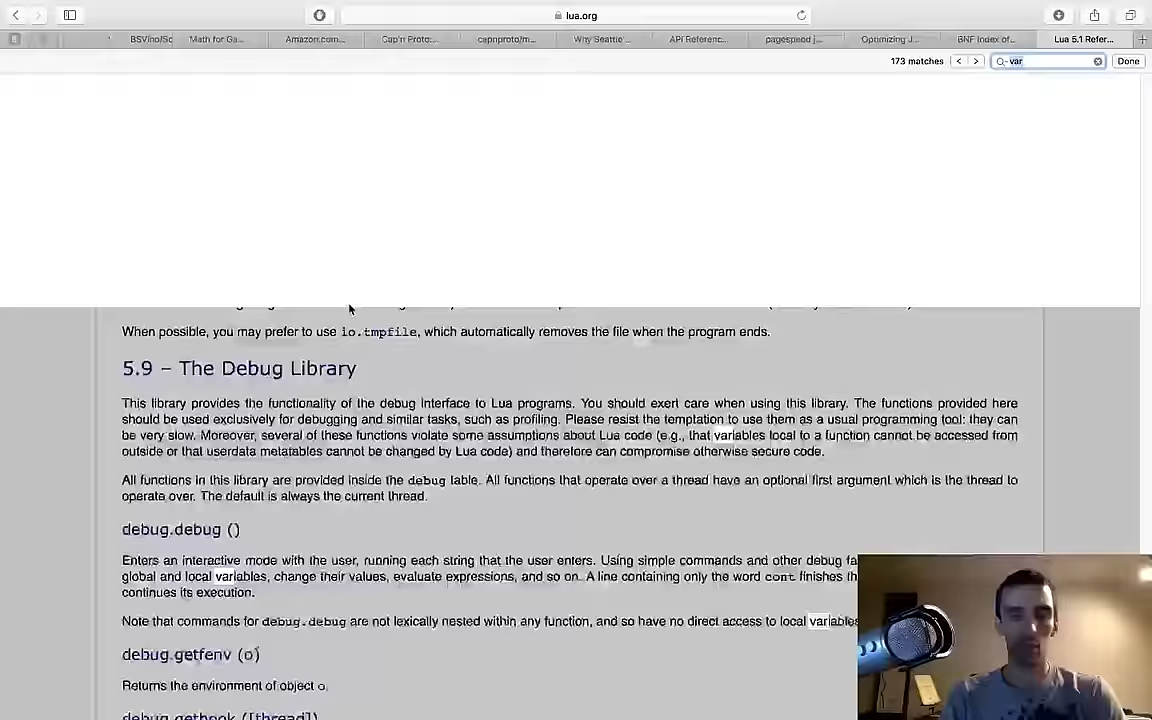 lua.org
BSVino/Sc
Math for Ga...
Amazon.com...
Cap'n Proto:...
capnproto/m...
Why Seattle'...
API Referenc...
pagespeed j...
Optimizing J...
BNF Index of...
Lua 5.1 Refer...
173 matches
var
Done
When possible, you may prefer to use io.tmpfile, which automatically removes the file when the program ends.
5.9 – The Debug Library
This library provides the functionality of the debug interface to Lua programs. You should exert care when using this library. The functions provided here
should be used exclusively for debugging and similar tasks, such as profiling. Please resist the temptation to use them as a usual programming tool: they can
be very slow. Moreover, several of these functions violate some assumptions about Lua code (e.g., that variables local to a function cannot be accessed from
outside or that userdata metatables cannot be changed by Lua code) and therefore can compromise otherwise secure code.
All functions in this library are provided inside the debug table. All functions that operate over a thread have an optional first argument which is the thread to
operate over. The default is always the current thread.
debug.debug ()
Enters an interactive mode with the user, running each string that the user enters. Using simple commands and other debug fa
global and local variables, change their values, evaluate expressions, and so on. A line containing only the word cont finishes th
continues its execution.
Note that commands for debug.debug are not lexically nested within any function, and so have no direct access to local variables
debug.getfenv (o)
Returns the environment of object o.
debug.gethook ([thread])